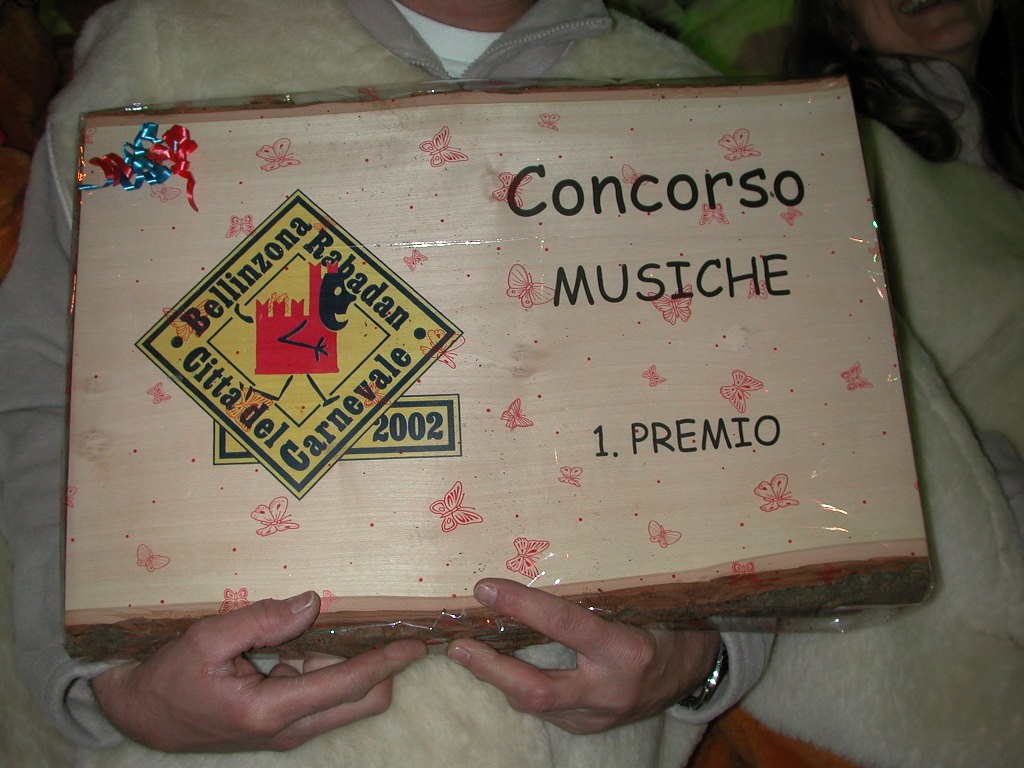 Bellinzona Rabadan
Città del Carnevale
2002
Concorso
MUSICHE
1. PREMIO